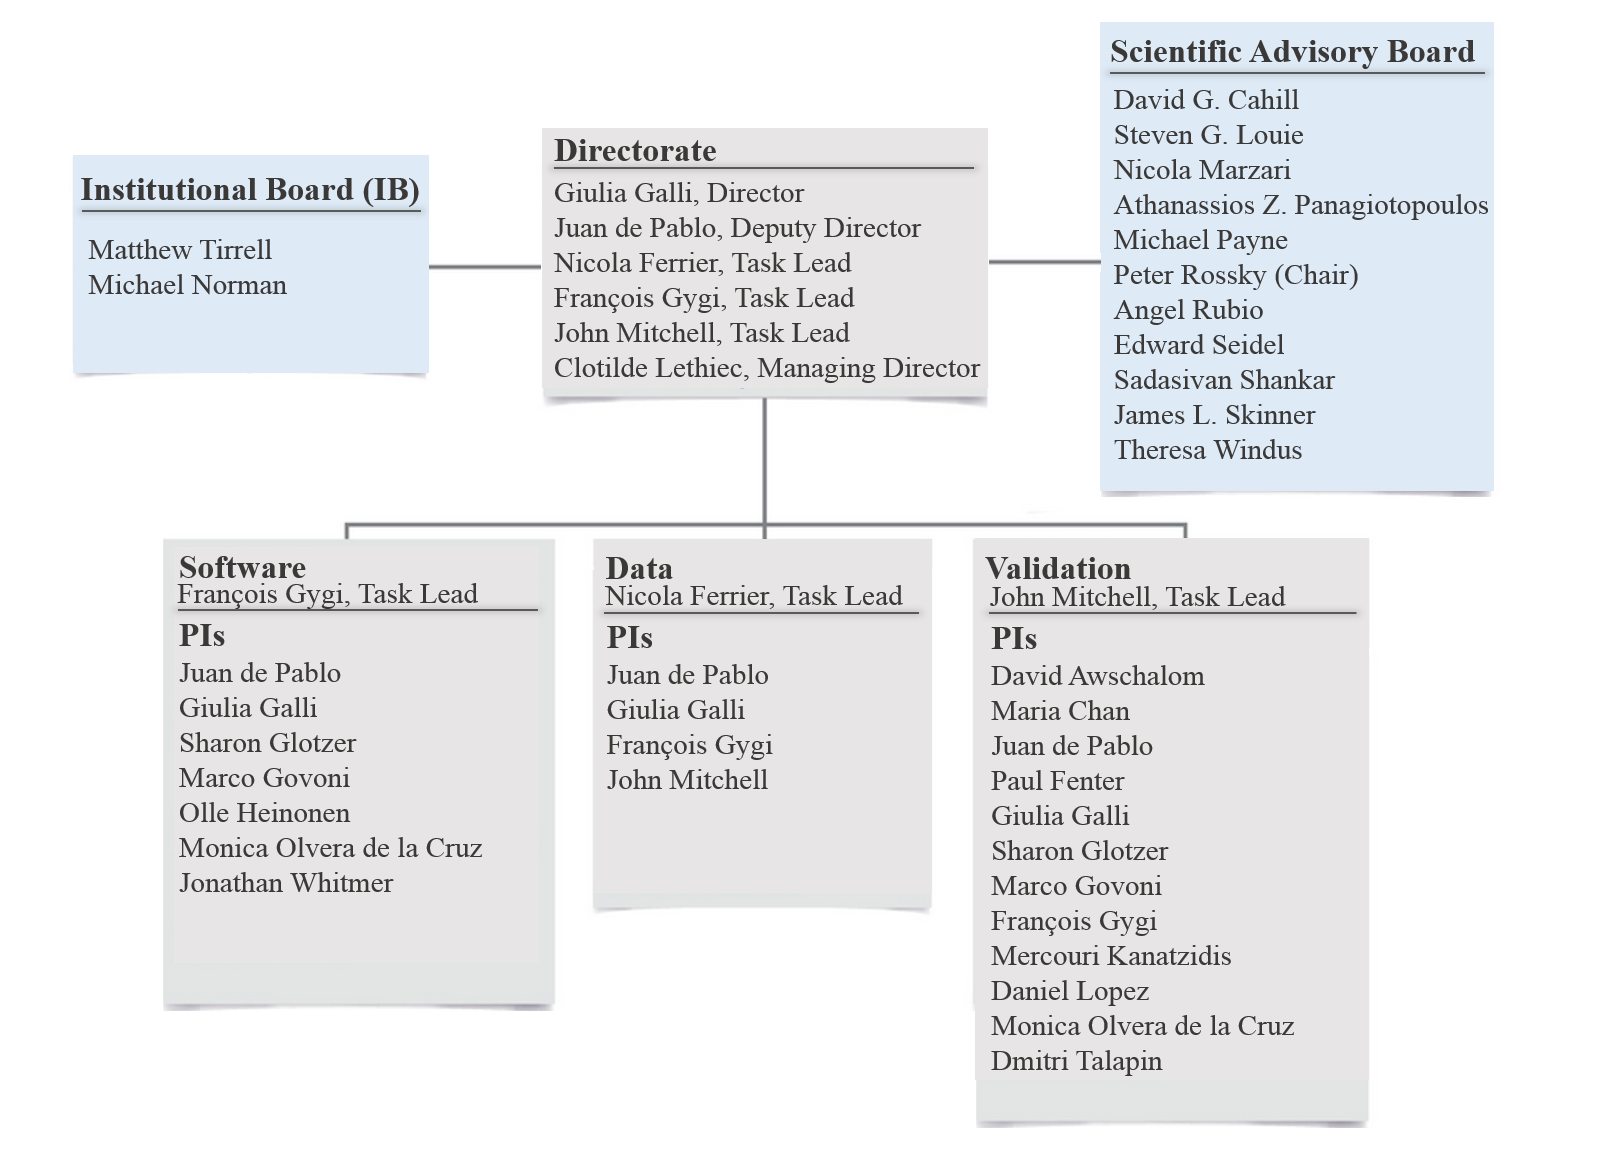 Institutional Board (IB)
Matthew Tirrell
Michael Norman
Directorate
Giulia Galli, Director
Juan de Pablo, Deputy Director
Nicola Ferrier, Task Lead
François Gygi, Task Lead
John Mitchell, Task Lead
Clotilde Lethiec, Managing Director
Scientific Advisory Board
David G. Cahill
Steven G. Louie
Nicola Marzari
Athanassios Z. Panagiotopoulos
Michael Payne
Peter Rossky (Chair)
Angel Rubio
Edward Seidel
Sadasivan Shankar
James L. Skinner
Theresa Windus
Software
François Gygi, Task Lead
PIs
Juan de Pablo
Giulia Galli
Sharon Glotzer
Marco Govoni
Olle Heinonen
Monica Olvera de la Cruz
Jonathan Whitmer
Data
Nicola Ferrier, Task Lead
PIs
Juan de Pablo
Giulia Galli
François Gygi
John Mitchell
Validation
John Mitchell, Task Lead
PIs
David Awschalom
Maria Chan
Juan de Pablo
Paul Fenter
Giulia Galli
Sharon Glotzer
Marco Govoni
François Gygi
Mercouri Kanatzidis
Daniel Lopez
Monica Olvera de la Cruz
Dmitri Talapin